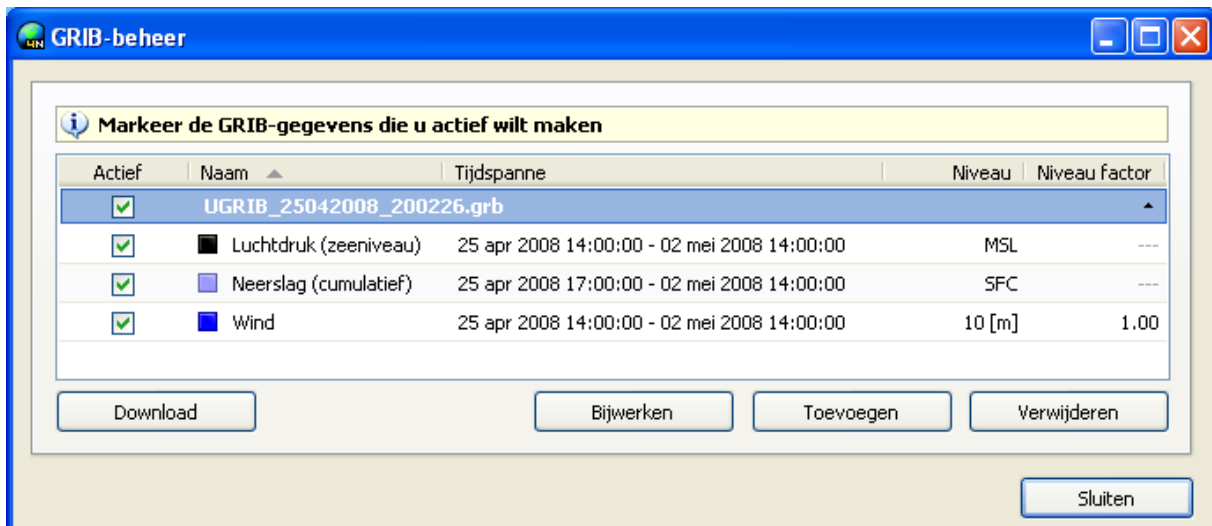 GRIB-beheer
Markeer de GRIB-gegevens die u actief wilt maken
Actief Naam Tijdspanne Niveau Niveau factor
UGRIB_25042008_200226.grb
Luchtdruk (zeeniveau) 25 apr 2008 14:00:00 - 02 mei 2008 14:00:00 MSL ---
Neerslag (cumulatief) 25 apr 2008 17:00:00 - 02 mei 2008 14:00:00 SFC ---
Wind 25 apr 2008 14:00:00 - 02 mei 2008 14:00:00 10 [m] 1.00
Download Bijwerken Toevoegen Verwijderen
Sluiten